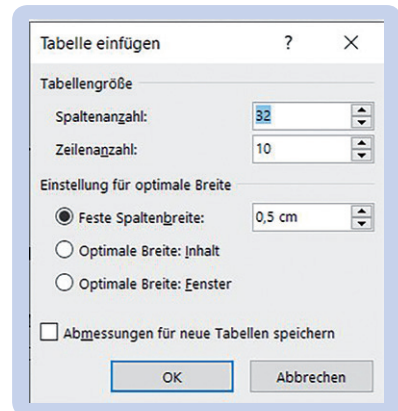 Tabelle einfügen ?
Tabellengröße
Spaltenanzahl: 32
Zeilenanzahl: 10
Einstellung für optimale Breite
Feste Spaltenbreite: 0,5 cm
Optimale Breite: Inhalt
Optimale Breite: Fenster
Abmessungen für neue Tabellen speichern
OK Abbrechen